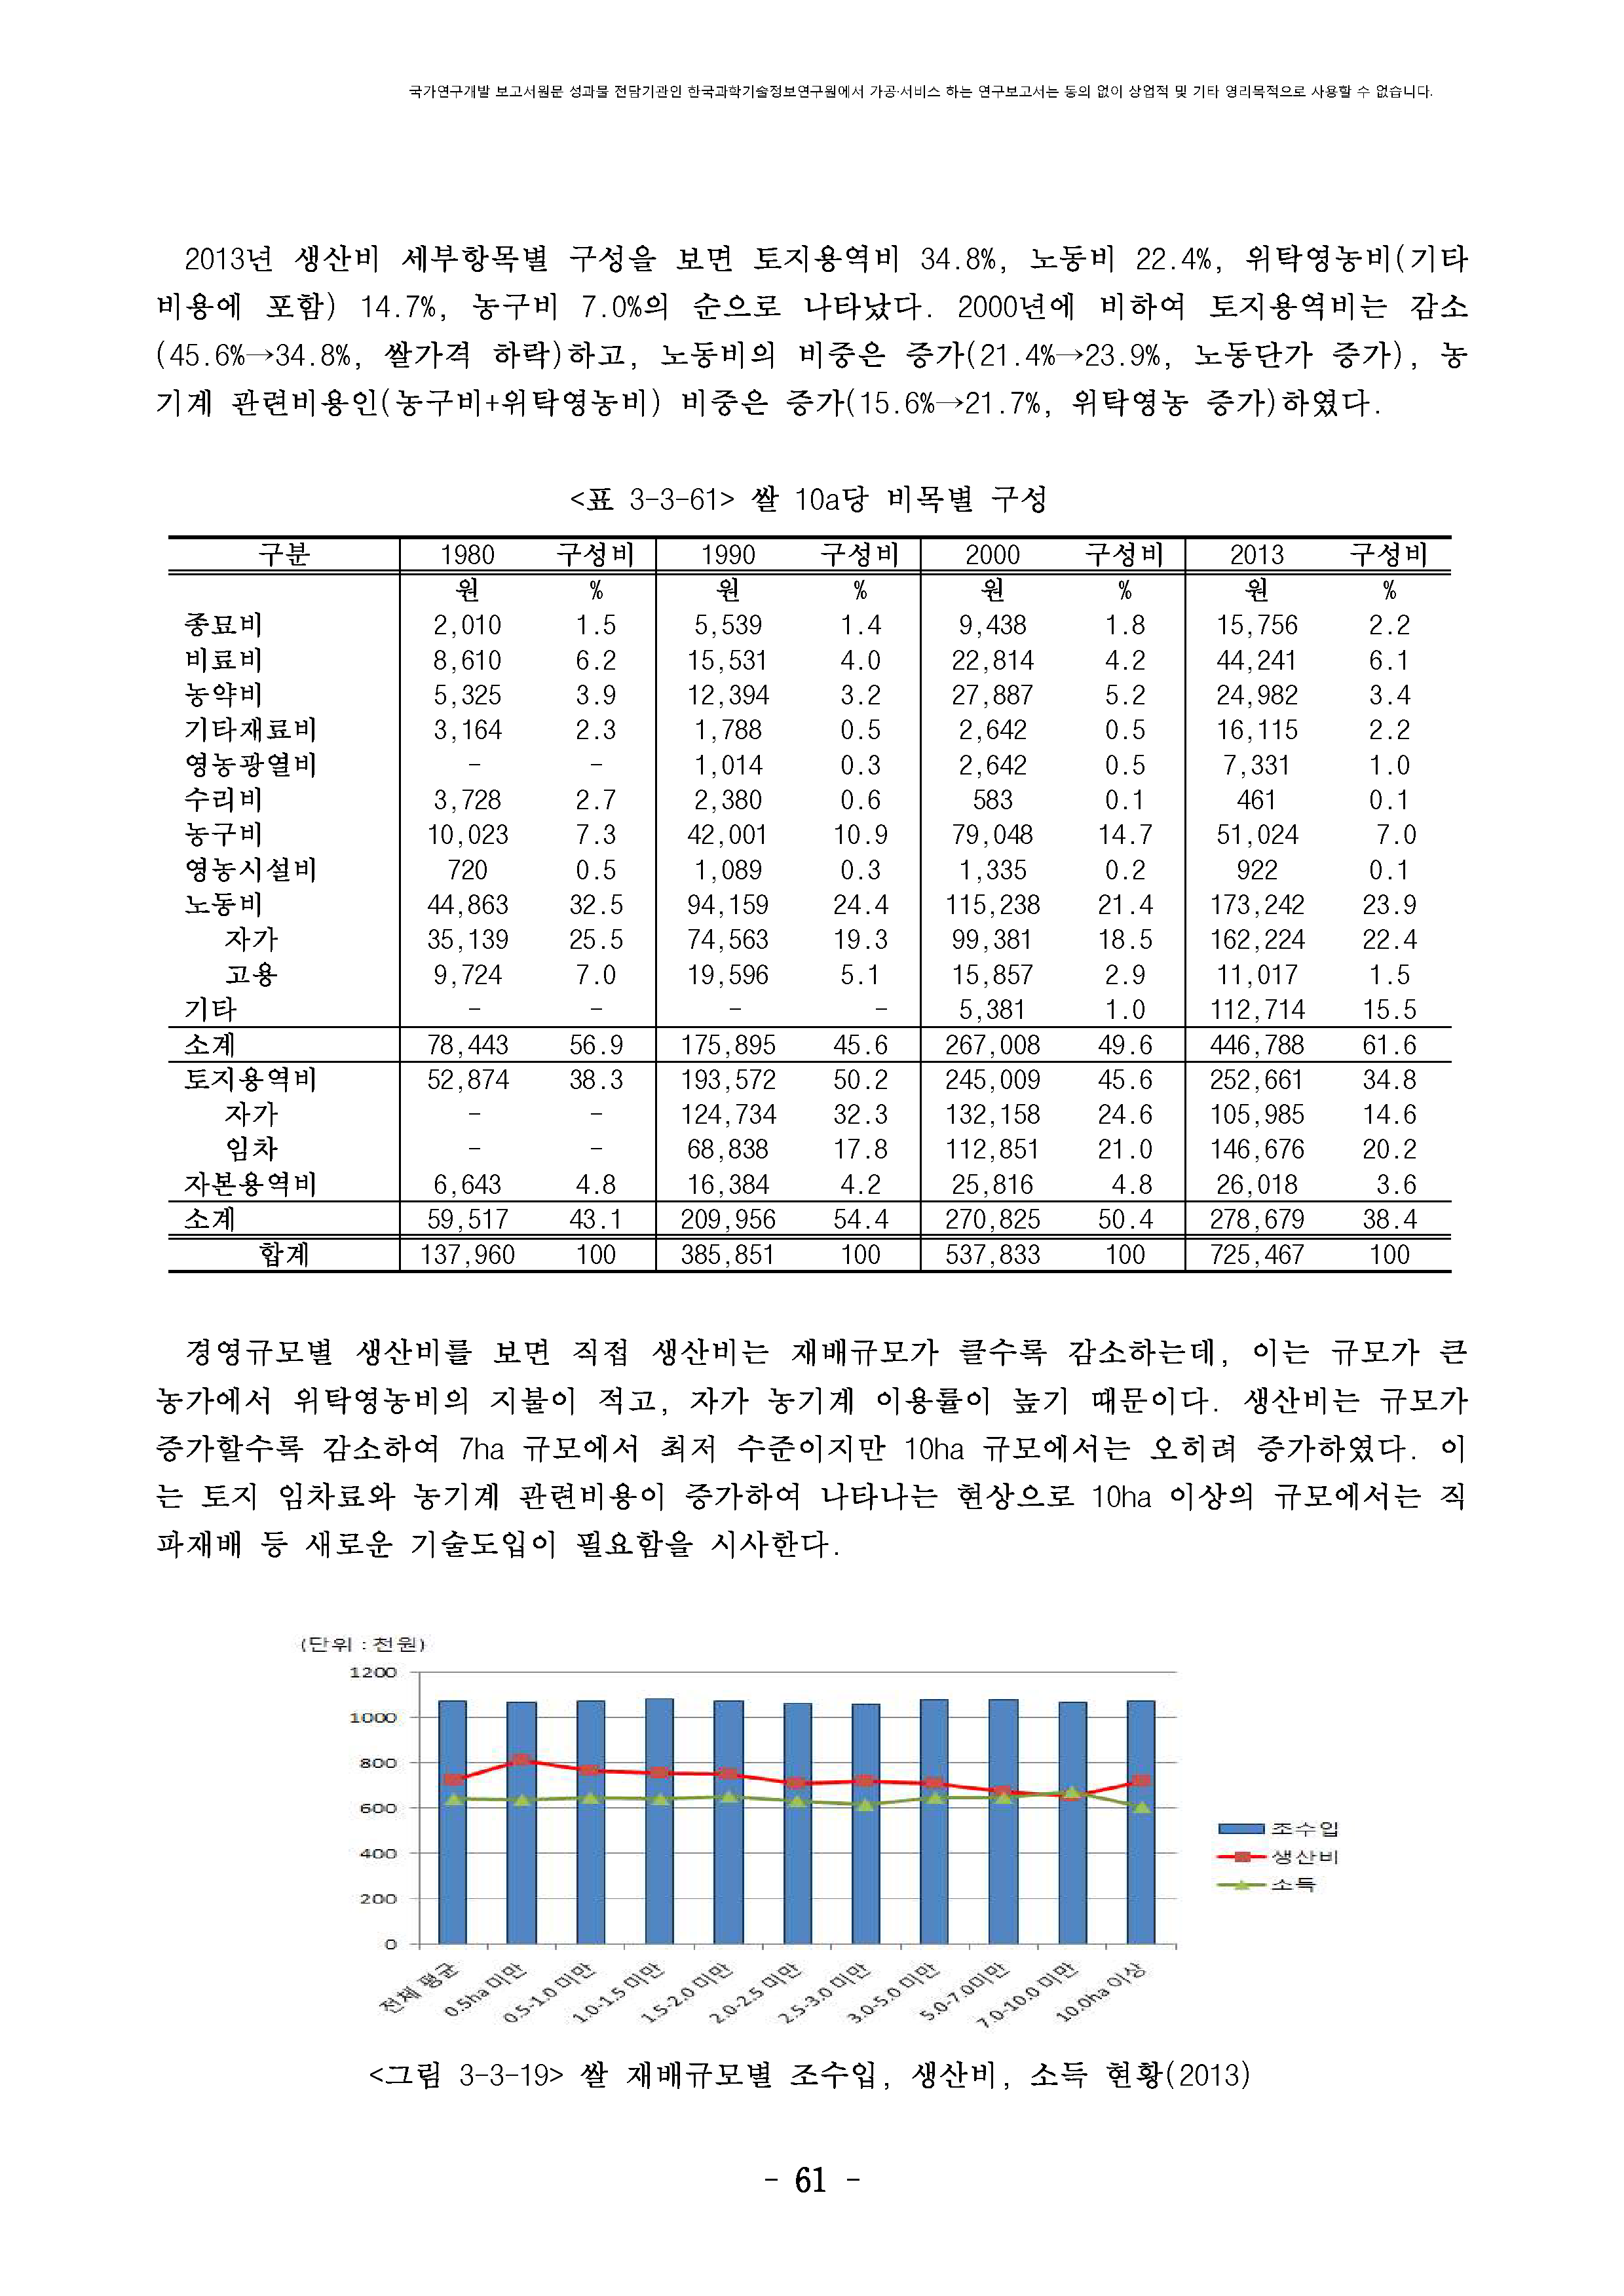 국가연구개발 보고서원문 성과물 전담기관인 한국과학기술정보연구원에서 가공·서비스 하는 연구보고서는 동의 없이 상업적 및 기타 영리목적으로 사용할 수 없습니다.
2013년 생산비 세부항목별 구성을 보면 토지용역비 34.8%, 노동비 22.4%, 위탁영농비(기타
비용에 포함) 14.7%, 농구비 7.0%의 순으로 나타났다. 2000년에 비하여 토지용역비는 감소
(45.6%→34.8%, 쌀가격 하락)하고, 노동비의 비중은 증가(21.4%→23.9%, 노동단가 증가), 농
기계 관련비용인(농구비+위탁영농비) 비중은 증가(15.6%→21.7%, 위탁영농 증가)하였다.
<표 3-3-61> 쌀 10a당 비목별 구성
구분 1980 구성비 1990 구성비 2000 구성비 2013 구성비
원 % 원 % 원 % 원 %
종묘비 2,010 1.5 5,539 1.4 9,438 1.8 15,756 2.2
비료비 8,610 6.2 15,531 4.0 22,814 4.2 44,241 6.1
농약비 5,325 3.9 12,394 3.2 27,887 5.2 24,982 3.4
기타재료비 3,164 2.3 1,788 0.5 2,642 0.5 16,115 2.2
영농광열비 - - 1,014 0.3 2,642 0.5 7,331 1.0
수리비 3,728 2.7 2,380 0.6 583 0.1 461 0.1
농구비 10,023 7.3 42,001 10.9 79,048 14.7 51,024 7.0
영농시설비 720 0.5 1,089 0.3 1,335 0.2 922 0.1
노동비 44,863 32.5 94,159 24.4 115,238 21.4 173,242 23.9
자가 35,139 25.5 74,563 19.3 99,381 18.5 162,224 22.4
고용 9,724 7.0 19,596 5.1 15,857 2.9 11,017 1.5
기타 - - - - 5,381 1.0 112,714 15.5
소계 78,443 56.9 175,895 45.6 267,008 49.6 446,788 61.6
토지용역비 52,874 38.3 193,572 50.2 245,009 45.6 252,661 34.8
자가 - - 124,734 32.3 132,158 24.6 105,985 14.6
임차 - - 68,838 17.8 112,851 21.0 146,676 20.2
자본용역비 6,643 4.8 16,384 4.2 25,816 4.8 26,018 3.6
소계 59,517 43.1 209,956 54.4 270,825 50.4 278,679 38.4
합계 137,960 100 385,851 100 537,833 100 725,467 100
경영규모별 생산비를 보면 직접 생산비는 재배규모가 클수록 감소하는데, 이는 규모가 큰
농가에서 위탁영농비의 지불이 적고, 자가 농기계 이용률이 높기 때문이다. 생산비는 규모가
증가할수록 감소하여 7ha 규모에서 최저 수준이지만 10ha 규모에서는 오히려 증가하였다. 이
는 토지 임차료와 농기계 관련비용이 증가하여 나타나는 현상으로 10ha 이상의 규모에서는 직
파재배 등 새로운 기술도입이 필요함을 시사한다.
(단위 : 천원)
1200
1000
800
600
400
200
0
조수입
생산비
소득
전체 평균 0.5ha 미만 0.5-1.0 미만 1.0-1.5 미만 1.5-2.0 미만 2.0-2.5 미만 2.5-3.0 미만 3.0-5.0 미만 5.0-7.0미만 7.0-10.0 미만 10.0ha 이상
<그림 3-3-19> 쌀 재배규모별 조수입, 생산비, 소득 현황(2013)
- 61 -